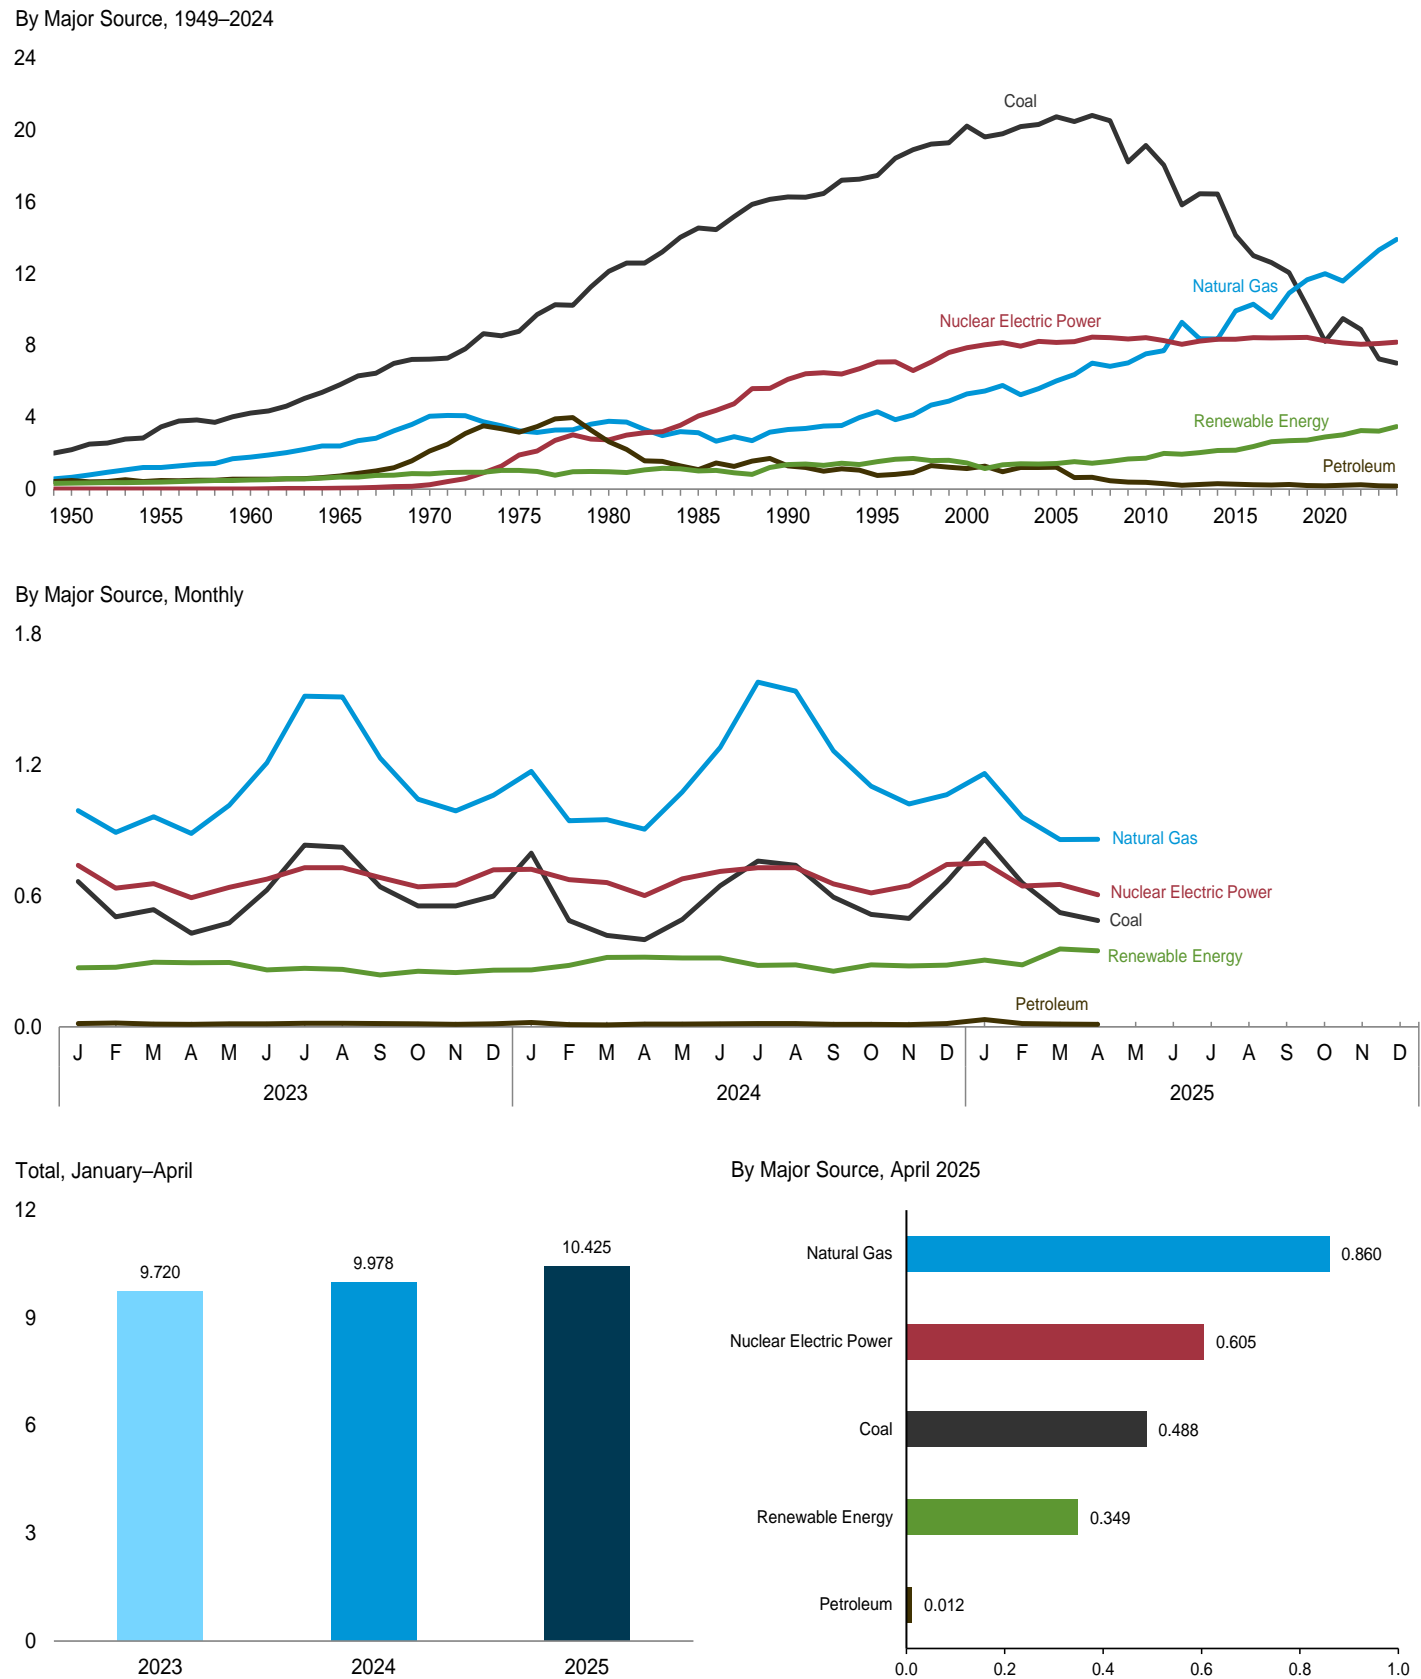 By Major Source, 1949–2024
24
Coal
20
16
12
Natural Gas
Nuclear Electric Power
8
Renewable Energy
4
Petroleum
0
1950 1955 1960 1965 1970 1975 1980 1985 1990 1995 2000 2005 2010 2015 2020
By Major Source, Monthly
1.8
1.2
Natural Gas
Nuclear Electric Power
0.6
Coal
Renewable Energy
Petroleum
0.0
J F M A M J J A S O N D J F M A M J J A S O N D J F M A M J J A S O N D
2023 2024 2025
Total, January–April
12
10.425
9.978
9.720
9
6
3
0
2023 2024 2025
By Major Source, April 2025
Natural Gas 0.860
Nuclear Electric Power 0.605
Coal 0.488
Renewable Energy 0.349
Petroleum 0.012
0.0 0.2 0.4 0.6 0.8 1.0